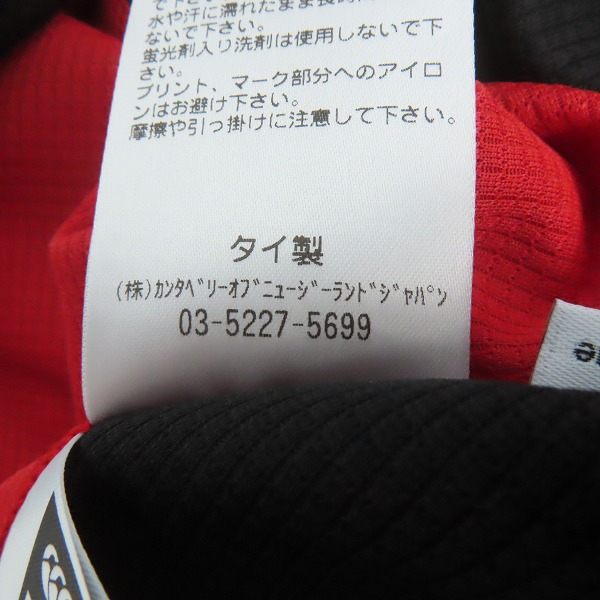 で下さい。
水や汗に濡れたまま長時間
ないで下さい。
蛍光剤入り洗剤は使用しないで下
さい。
プリント、マーク部分へのアイロ
ンはお避け下さい。
摩擦や引っ掛けに注意して下さい。
タイ製
(株)ｶﾝﾀﾍﾞﾘｰｵﾌﾞﾆｭｰｼﾞｰﾗﾝﾄﾞｼﾞｬﾊﾟﾝ
03-5227-5699